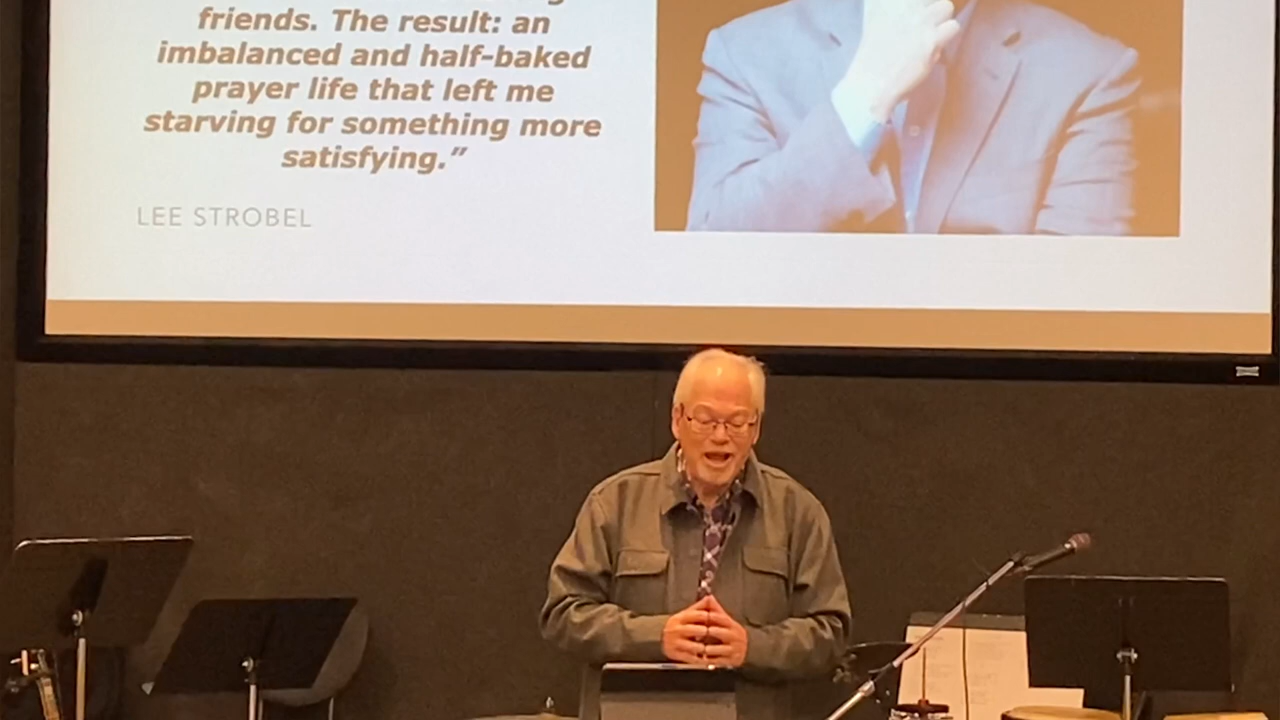 friends. The result: an
imbalanced and half-baked
prayer life that left me
starving for something more
satisfying.”
LEE STROBEL